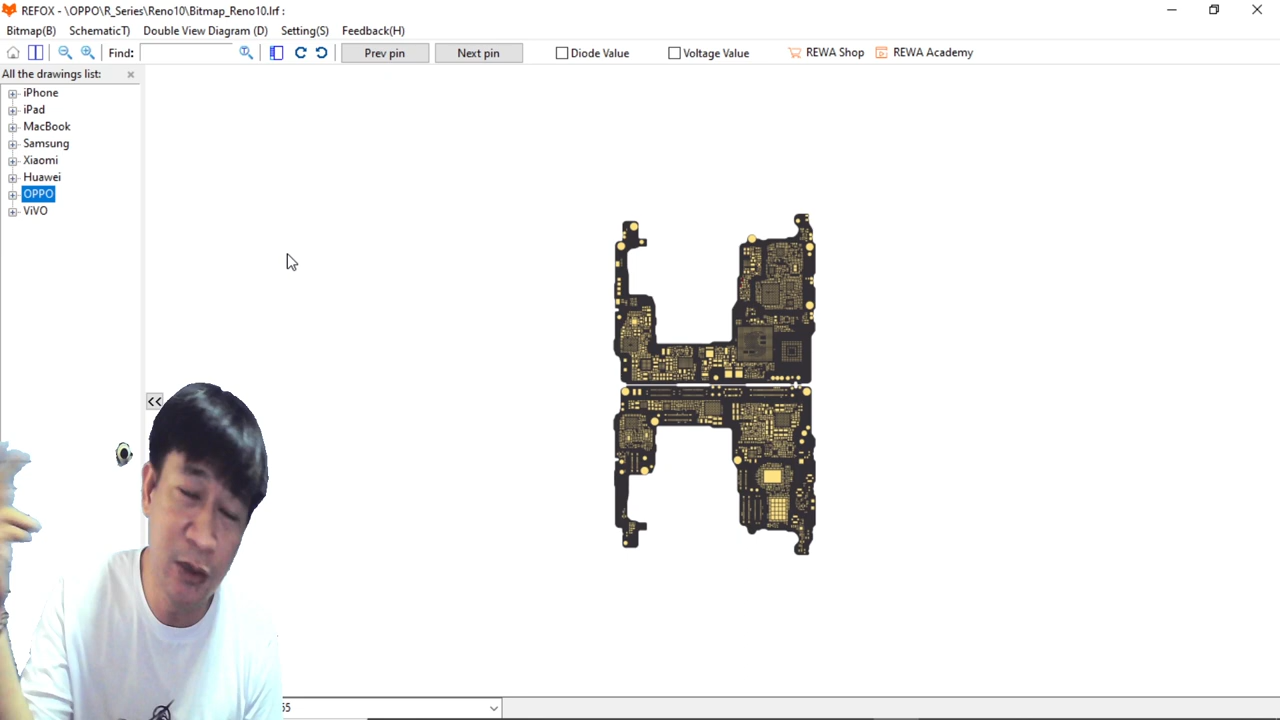 REFOX - \OPPO\R_Series\Reno10\Bitmap_Reno10.lrf :
Bitmap(B) SchematicT) Double View Diagram (D) Setting(S) Feedback(H)
Find: Prev pin Next pin Diode Value Voltage Value REWA Shop REWA Academy
All the drawings list:
iPhone
iPad
MacBook
Samsung
Xiaomi
Huawei
OPPO
ViVO
<<